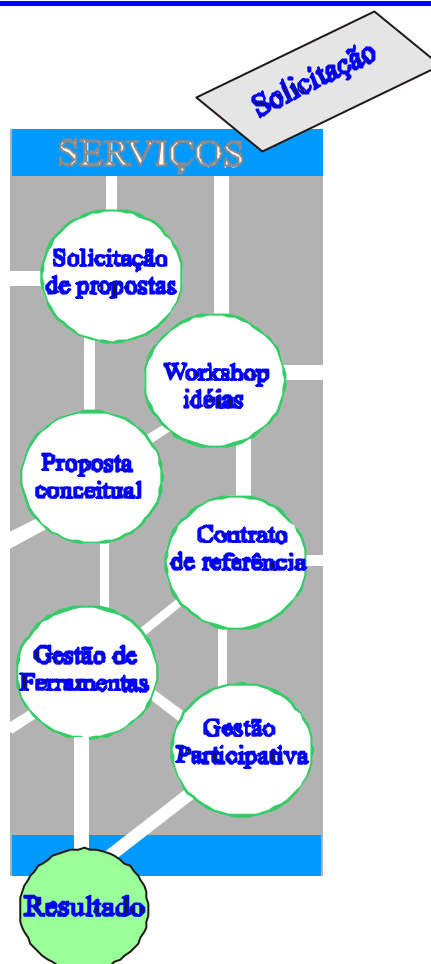 Solicitação
SERVIÇOS
Solicitação
de propostas
Workshop
idéias
Proposta
conceitual
Contrato
de referência
Gestão de
Ferramentas
Gestão
Participativa
Resultado